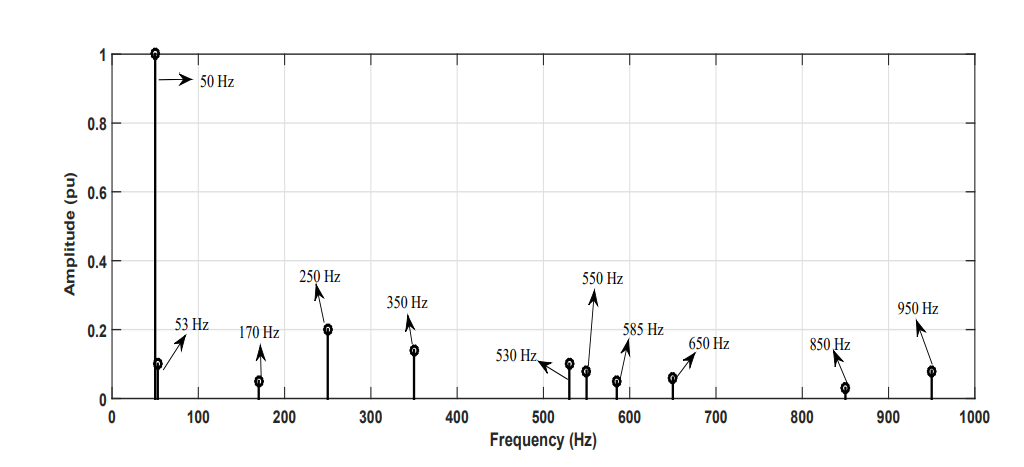 1
50 Hz
0.8
0.6
Amplitude (pu)
0.4
250 Hz
550 Hz
350 Hz
950 Hz
0.2
53 Hz
170 Hz
585 Hz
530 Hz
650 Hz
850 Hz
0
0 100 200 300 400 500 600 700 800 900 1000
Frequency (Hz)